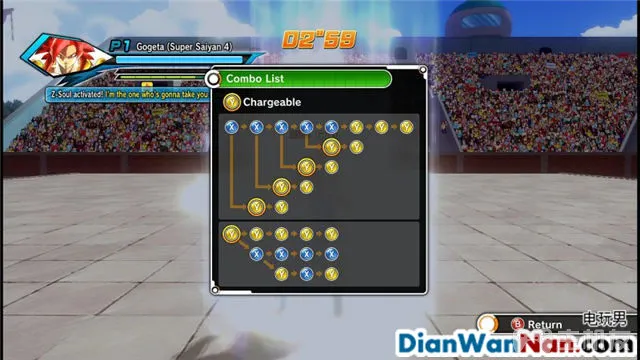 P1 Gogeta (Super Saiyan 4)
02"59
Z-Soul activated! I'm the one who's gonna take you
Combo List
Y Chargeable
X X X X X Y Y Y
Y Y
Y Y
Y Y
Y Y
Y Y Y Y Y
X X X X
Y X Y
B Return
电玩男
DianWanNan.com